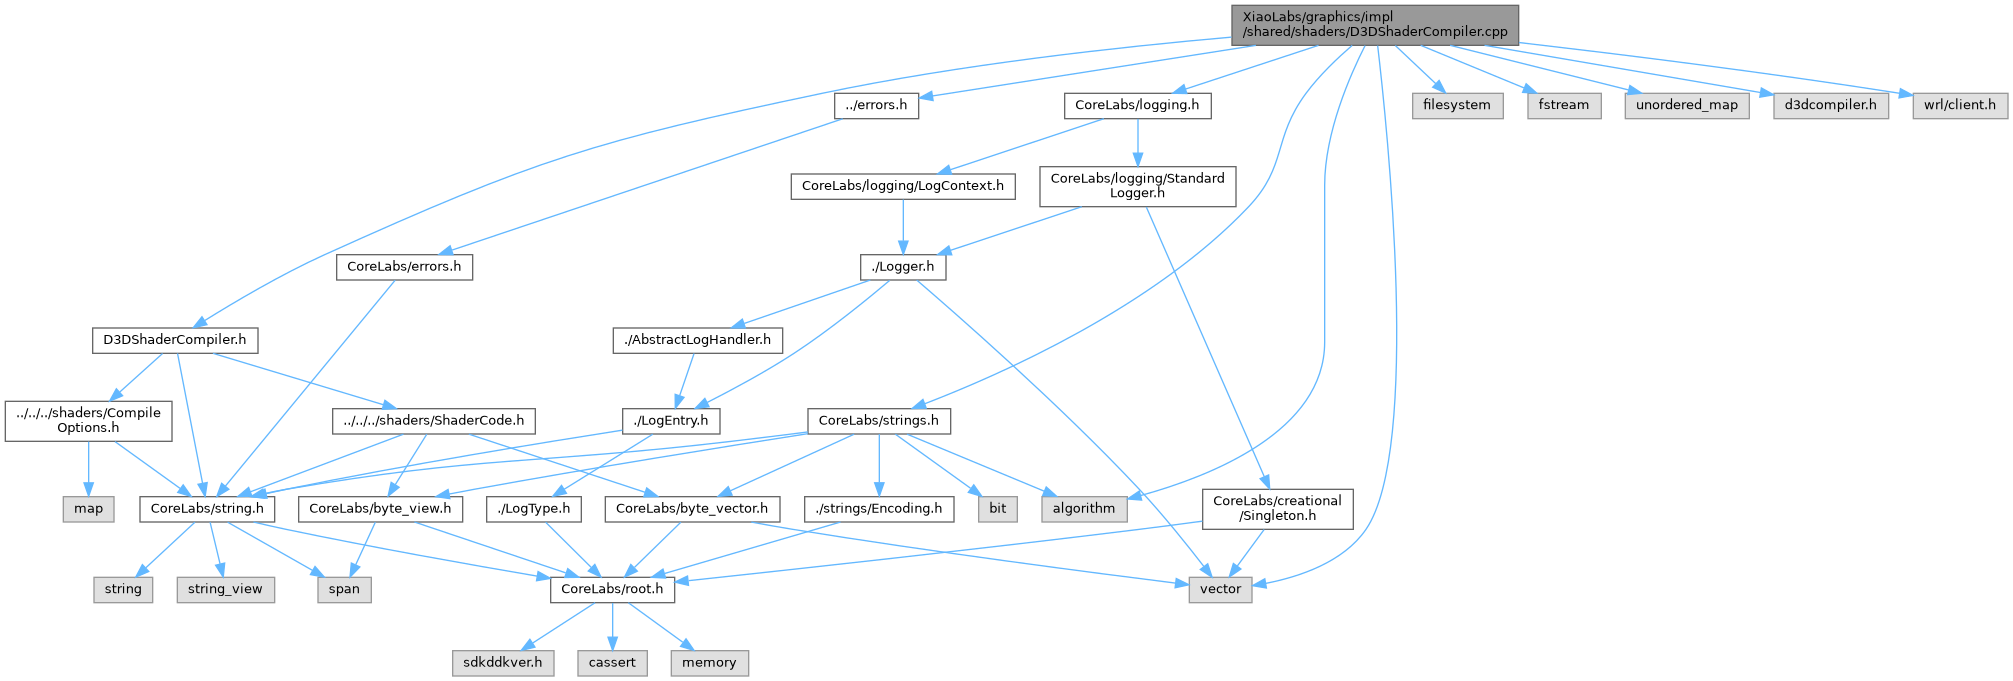 XiaoLabs/graphics/impl
/shared/shaders/D3DShaderCompiler.cpp
../errors.h
CoreLabs/logging.h
filesystem
fstream
unordered_map
d3dcompiler.h
wrl/client.h
CoreLabs/logging/LogContext.h
CoreLabs/logging/Standard
Logger.h
CoreLabs/errors.h
./Logger.h
D3DShaderCompiler.h
./AbstractLogHandler.h
../../../shaders/Compile
Options.h
../../../shaders/ShaderCode.h
./LogEntry.h
CoreLabs/strings.h
map
CoreLabs/string.h
CoreLabs/byte_view.h
./LogType.h
CoreLabs/byte_vector.h
./strings/Encoding.h
bit
algorithm
CoreLabs/creational
/Singleton.h
string
string_view
span
CoreLabs/root.h
vector
sdkddkver.h
cassert
memory